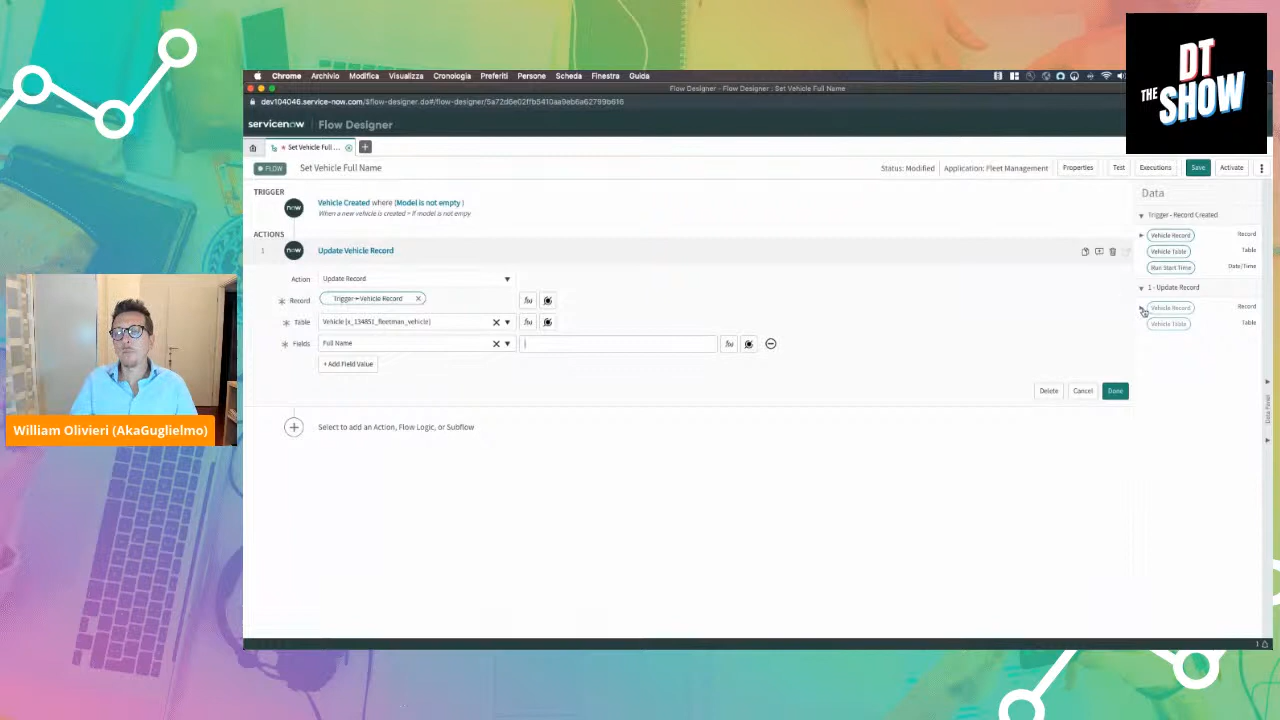 DT
THE SHOW
Chrome Archivio Modifica Visualizza Cronologia Preferiti Persone Scheda Finestra Guida
Flow Designer - Flow Designer : Set Vehicle Full Name
servicenow Flow Designer
Set Vehicle Full ...
FLOW Set Vehicle Full Name Status: Modified Application: Fleet Management Properties Test Executions Save Activate
TRIGGER
now Vehicle Created where (Model is not empty )
When a new vehicle is created + if model is not empty
ACTIONS
1 now Update Vehicle Record
Action Update Record
Record Trigger Vehicle Record
Table Vehicle [x_134851_fleetman_vehicle]
Fields Full Name
+ Add Field Value
Delete Cancel Done
Select to add an Action, Flow Logic, or Subflow
Data
Trigger - Record Created
Vehicle Record Record
Vehicle Table Table
Run Start Time Date/Time
1 - Update Record
Vehicle Record Record
Vehicle Table Table
1
William Olivieri (AkaGuglielmo)